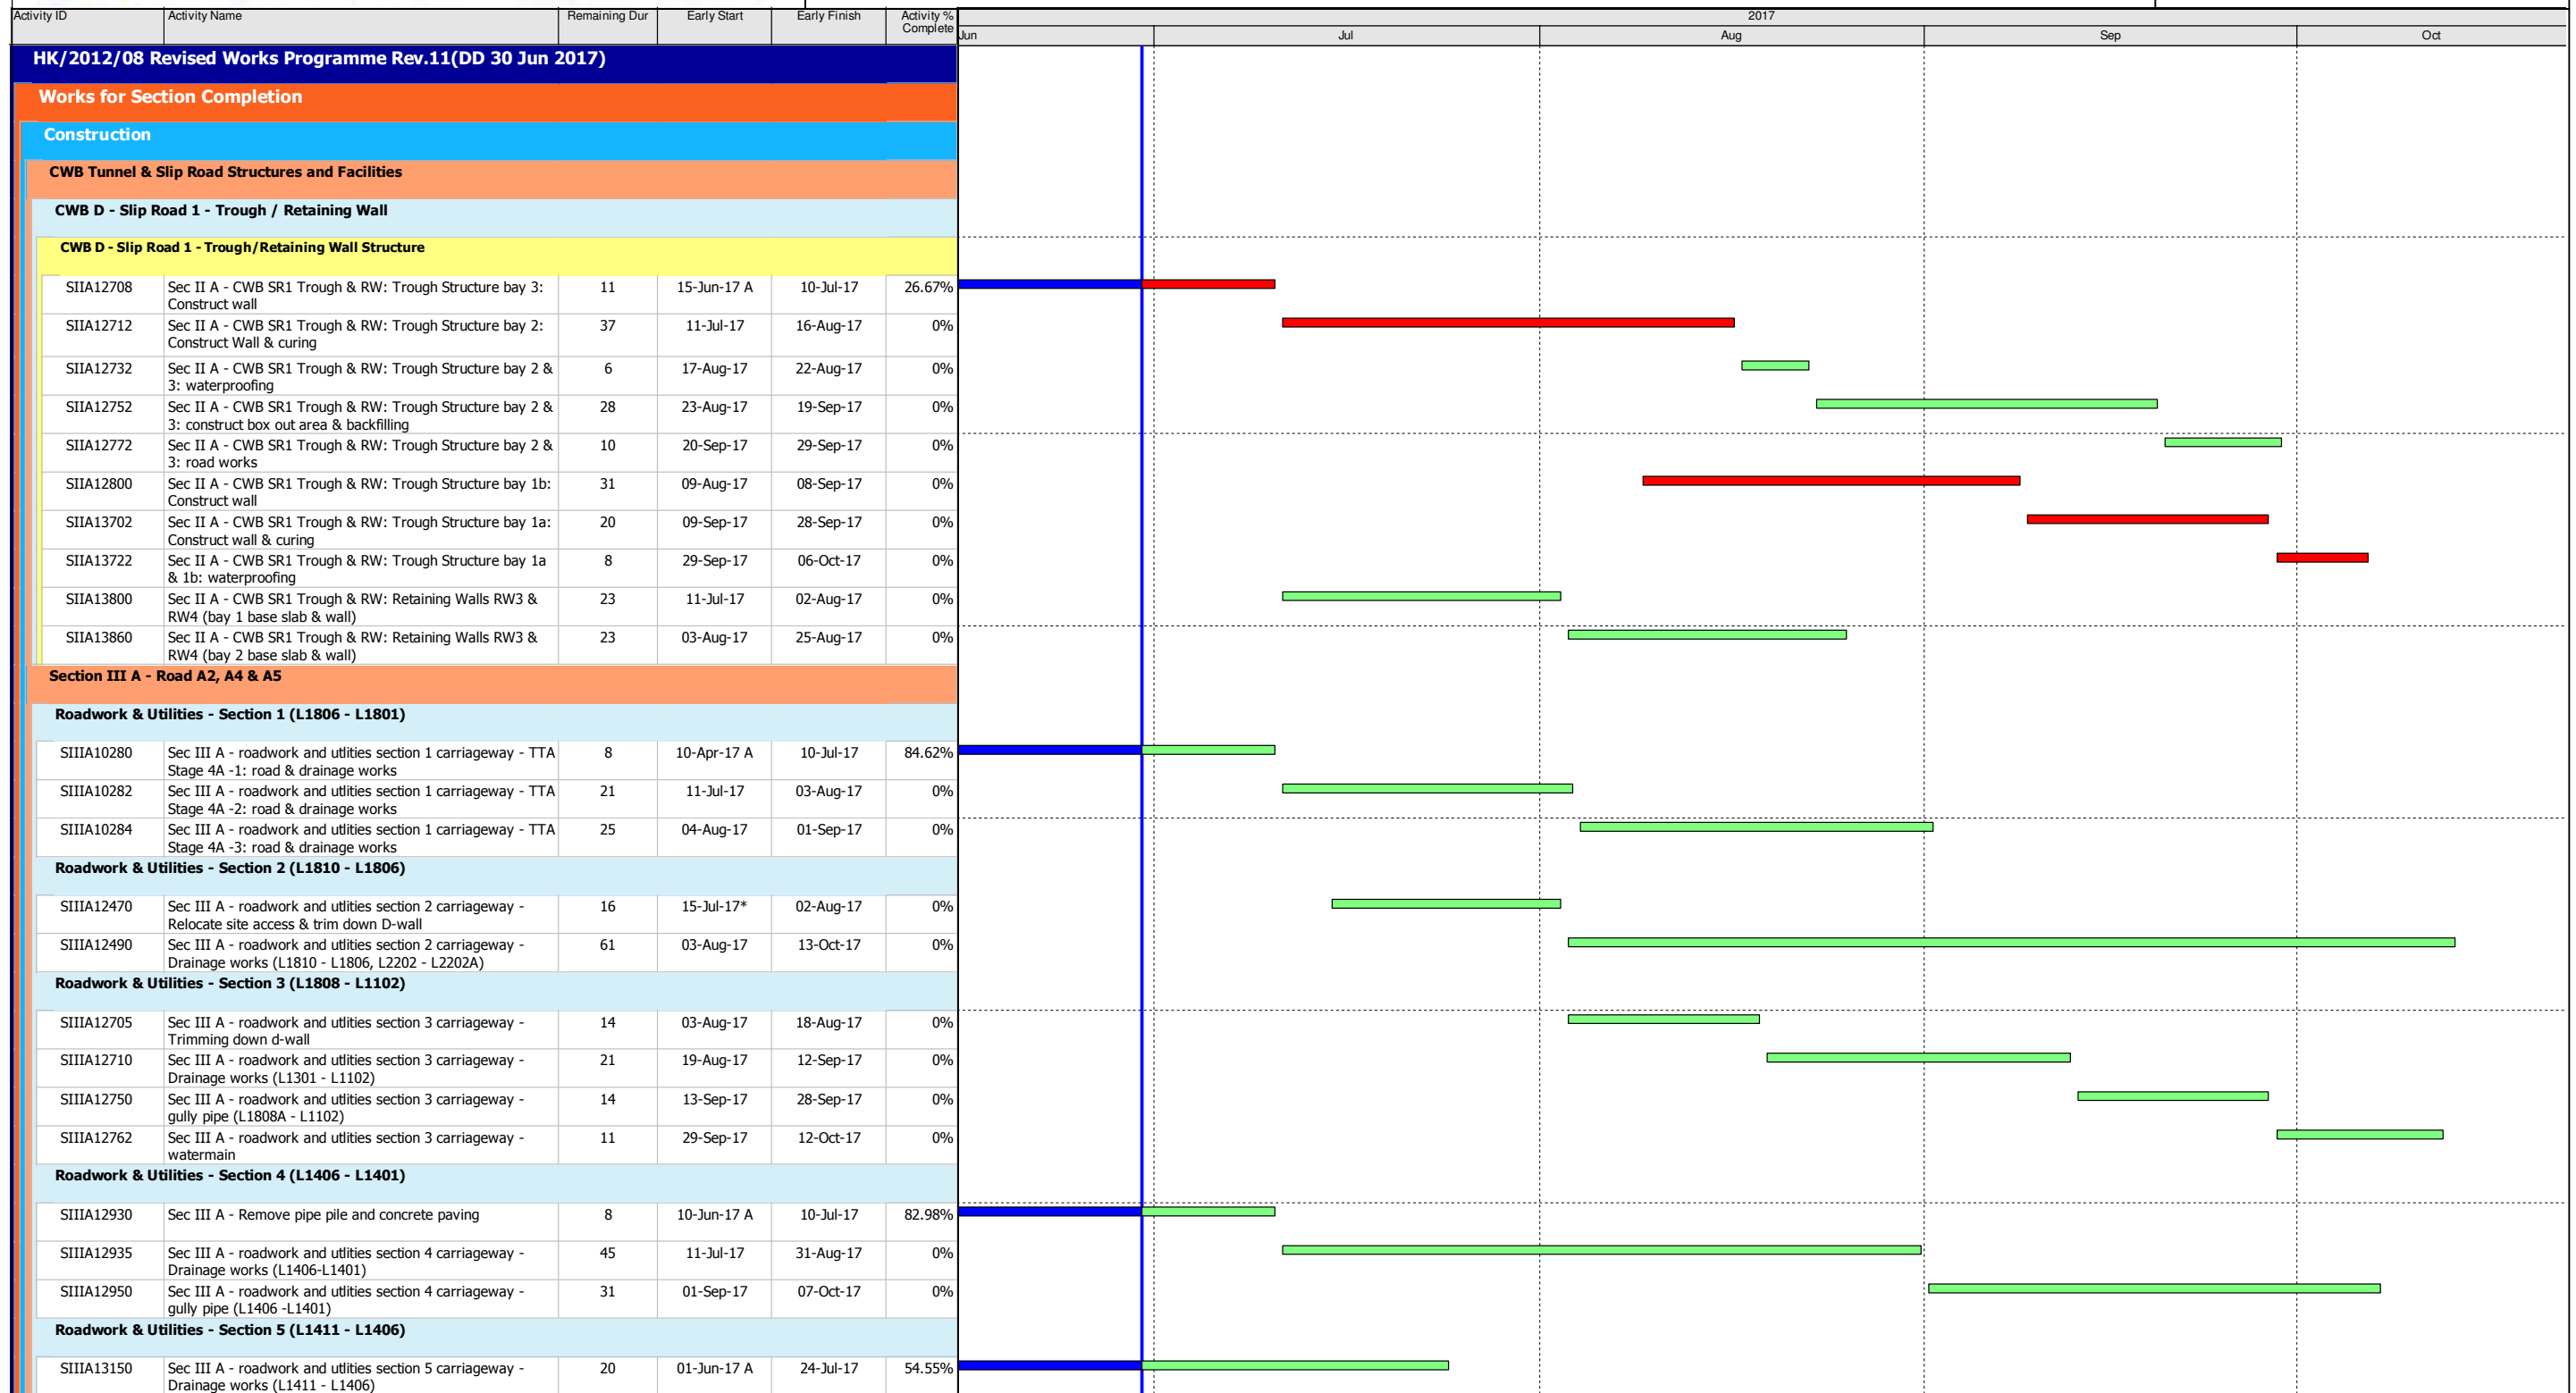 Activity ID Activity Name Remaining Dur Early Start Early Finish Activity % Complete 2017
Jun Jul Aug Sep Oct
HK/2012/08 Revised Works Programme Rev.11(DD 30 Jun 2017)
Works for Section Completion
Construction
CWB Tunnel & Slip Road Structures and Facilities
CWB D - Slip Road 1 - Trough / Retaining Wall
CWB D - Slip Road 1 - Trough/Retaining Wall Structure
SIIA12708 Sec II A - CWB SR1 Trough & RW: Trough Structure bay 3: 11 15-Jun-17 A 10-Jul-17 26.67%
Construct wall
SIIA12712 Sec II A - CWB SR1 Trough & RW: Trough Structure bay 2: 37 11-Jul-17 16-Aug-17 0%
Construct Wall & curing
SIIA12732 Sec II A - CWB SR1 Trough & RW: Trough Structure bay 2 & 6 17-Aug-17 22-Aug-17 0%
3: waterproofing
SIIA12752 Sec II A - CWB SR1 Trough & RW: Trough Structure bay 2 & 28 23-Aug-17 19-Sep-17 0%
3: construct box out area & backfilling
SIIA12772 Sec II A - CWB SR1 Trough & RW: Trough Structure bay 2 & 10 20-Sep-17 29-Sep-17 0%
3: road works
SIIA12800 Sec II A - CWB SR1 Trough & RW: Trough Structure bay 1b: 31 09-Aug-17 08-Sep-17 0%
Construct wall
SIIA13702 Sec II A - CWB SR1 Trough & RW: Trough Structure bay 1a: 20 09-Sep-17 28-Sep-17 0%
Construct wall & curing
SIIA13722 Sec II A - CWB SR1 Trough & RW: Trough Structure bay 1a 8 29-Sep-17 06-Oct-17 0%
& 1b: waterproofing
SIIA13800 Sec II A - CWB SR1 Trough & RW: Retaining Walls RW3 & 23 11-Jul-17 02-Aug-17 0%
RW4 (bay 1 base slab & wall)
SIIA13860 Sec II A - CWB SR1 Trough & RW: Retaining Walls RW3 & 23 03-Aug-17 25-Aug-17 0%
RW4 (bay 2 base slab & wall)
Section III A - Road A2, A4 & A5
Roadwork & Utilities - Section 1 (L1806 - L1801)
SIIIA10280 Sec III A - roadwork and utlities section 1 carriageway - TTA 8 10-Apr-17 A 10-Jul-17 84.62%
Stage 4A -1: road & drainage works
SIIIA10282 Sec III A - roadwork and utlities section 1 carriageway - TTA 21 11-Jul-17 03-Aug-17 0%
Stage 4A -2: road & drainage works
SIIIA10284 Sec III A - roadwork and utlities section 1 carriageway - TTA 25 04-Aug-17 01-Sep-17 0%
Stage 4A -3: road & drainage works
Roadwork & Utilities - Section 2 (L1810 - L1806)
SIIIA12470 Sec III A - roadwork and utlities section 2 carriageway - 16 15-Jul-17* 02-Aug-17 0%
Relocate site access & trim down D-wall
SIIIA12490 Sec III A - roadwork and utlities section 2 carriageway - 61 03-Aug-17 13-Oct-17 0%
Drainage works (L1810 - L1806, L2202 - L2202A)
Roadwork & Utilities - Section 3 (L1808 - L1102)
SIIIA12705 Sec III A - roadwork and utlities section 3 carriageway - 14 03-Aug-17 18-Aug-17 0%
Trimming down d-wall
SIIIA12710 Sec III A - roadwork and utlities section 3 carriageway - 21 19-Aug-17 12-Sep-17 0%
Drainage works (L1301 - L1102)
SIIIA12750 Sec III A - roadwork and utlities section 3 carriageway - 14 13-Sep-17 28-Sep-17 0%
gully pipe (L1808A - L1102)
SIIIA12762 Sec III A - roadwork and utlities section 3 carriageway - 11 29-Sep-17 12-Oct-17 0%
watermain
Roadwork & Utilities - Section 4 (L1406 - L1401)
SIIIA12930 Sec III A - Remove pipe pile and concrete paving 8 10-Jun-17 A 10-Jul-17 82.98%
SIIIA12935 Sec III A - roadwork and utlities section 4 carriageway - 45 11-Jul-17 31-Aug-17 0%
Drainage works (L1406-L1401)
SIIIA12950 Sec III A - roadwork and utlities section 4 carriageway - 31 01-Sep-17 07-Oct-17 0%
gully pipe (L1406 -L1401)
Roadwork & Utilities - Section 5 (L1411 - L1406)
SIIIA13150 Sec III A - roadwork and utlities section 5 carriageway - 20 01-Jun-17 A 24-Jul-17 54.55%
Drainage works (L1411 - L1406)